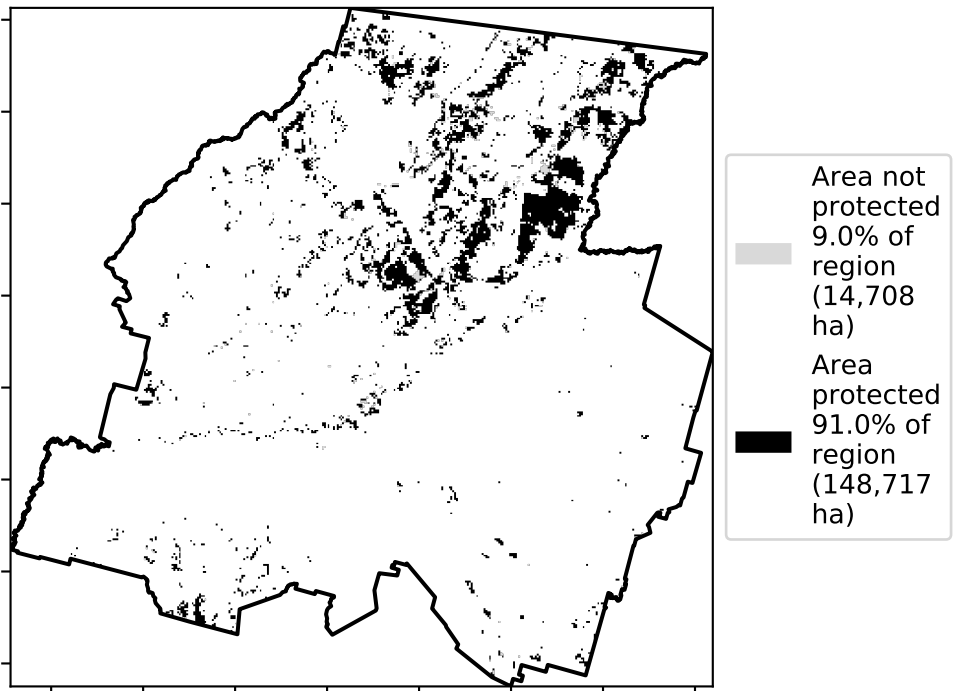 Area not
protected
9.0% of
region
(14,708
ha)
Area
protected
91.0% of
region
(148,717
ha)